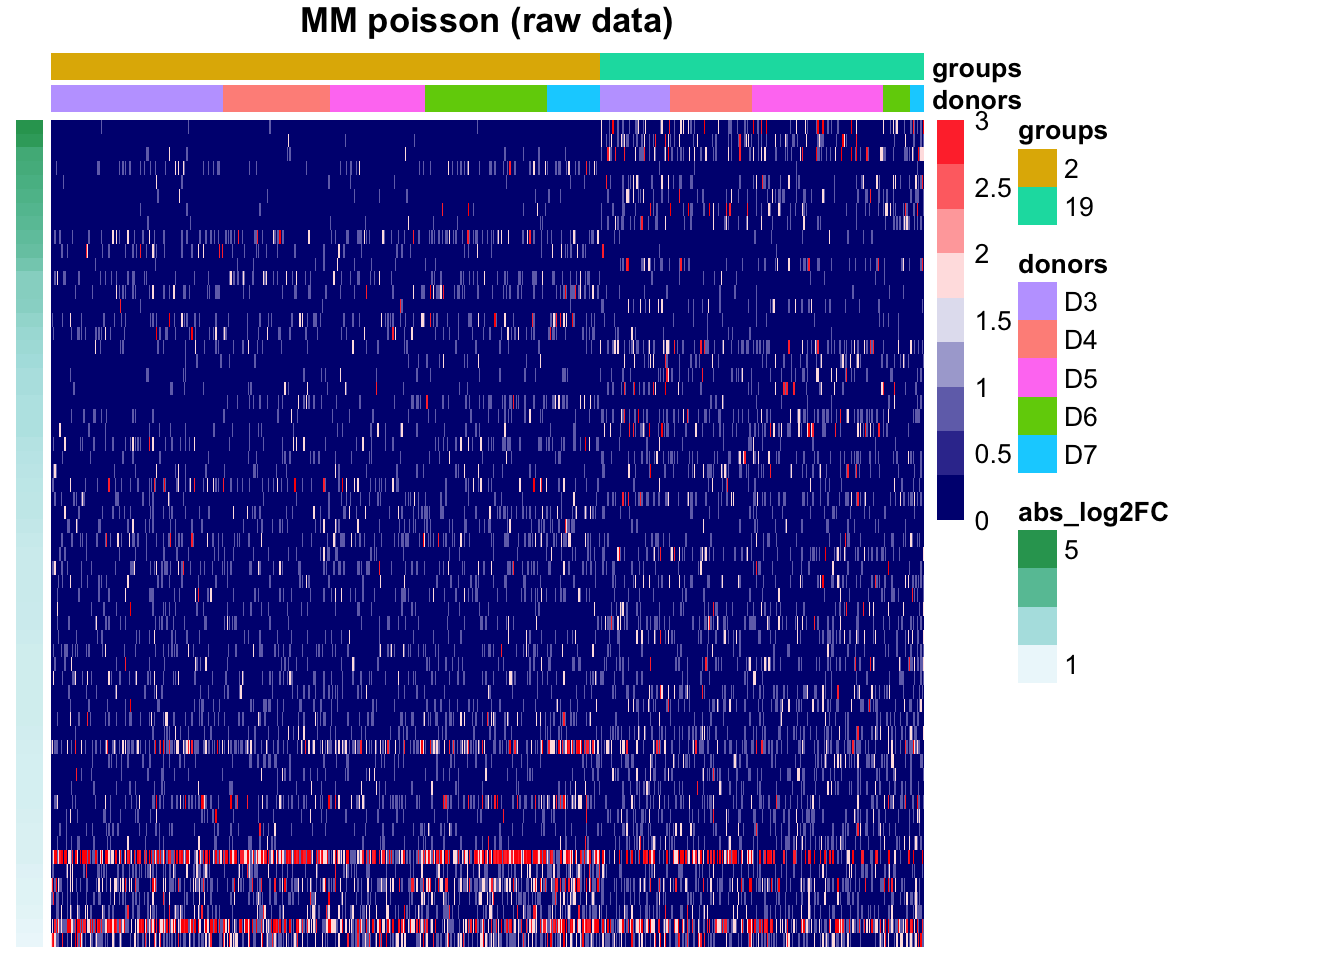 MM poisson (raw data)
groups
donors
3
2.5
2
1.5
1
0.5
0
groups
2
19
donors
D3
D4
D5
D6
D7
abs_log2FC
5
1